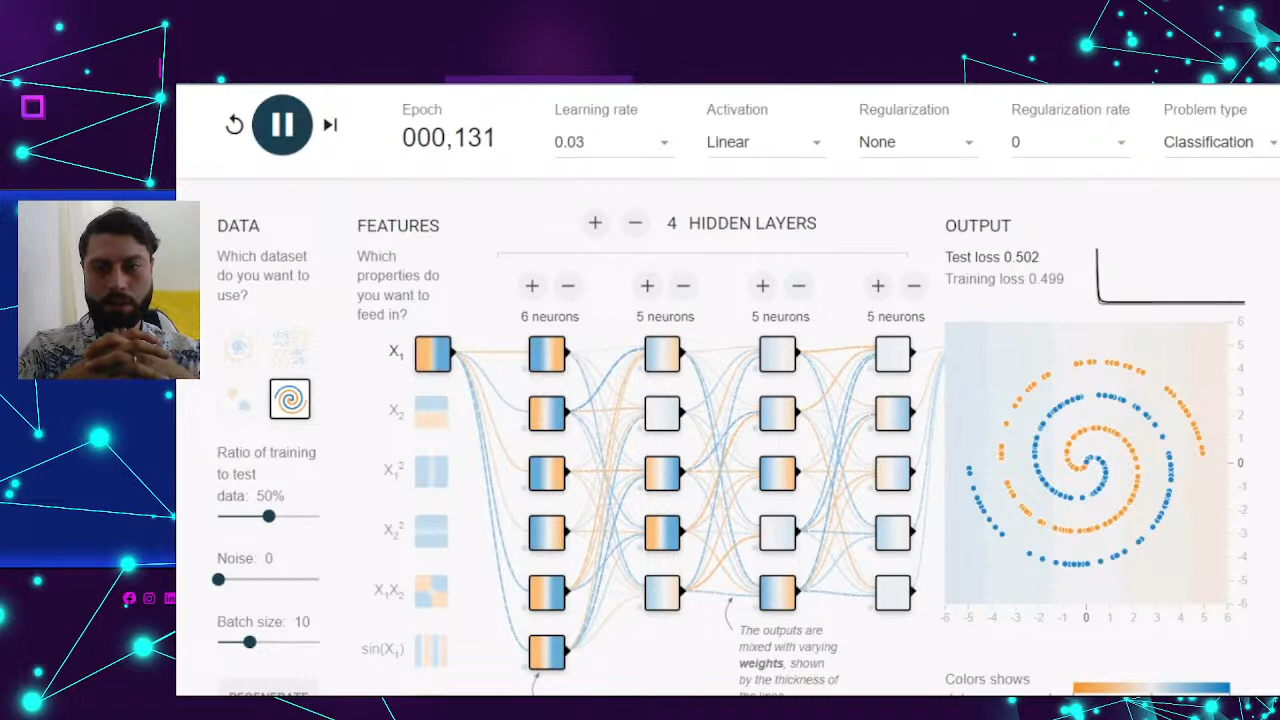 Epoch
000,131
Learning rate
0.03
Activation
Linear
Regularization
None
Regularization rate
0
Problem type
Classification
DATA
Which dataset
do you want to
use?
Ratio of training
to test
data: 50%
Noise: 0
Batch size: 10
REGENERATE
FEATURES
Which
properties do
you want to
feed in?
X₁
X₂
X₁²
X₂²
X₁X₂
sin(X₁)
+ − 4 HIDDEN LAYERS
+ − + − + − + −
6 neurons 5 neurons 5 neurons 5 neurons
The outputs are
mixed with varying
weights, shown
by the thickness of
the lines.
OUTPUT
Test loss 0.502
Training loss 0.499
6
5
4
3
2
1
0
-1
-2
-3
-4
-5
-6
-6 -5 -4 -3 -2 -1 0 1 2 3 4 5 6
Colors shows